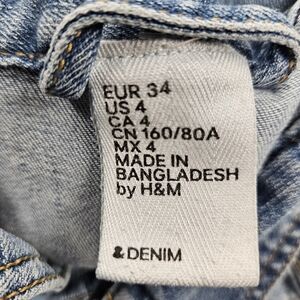 EUR 34
US 4
CA 4
CN 160/80A
MX 4
MADE IN
BANGLADESH
by H&M
&DENIM